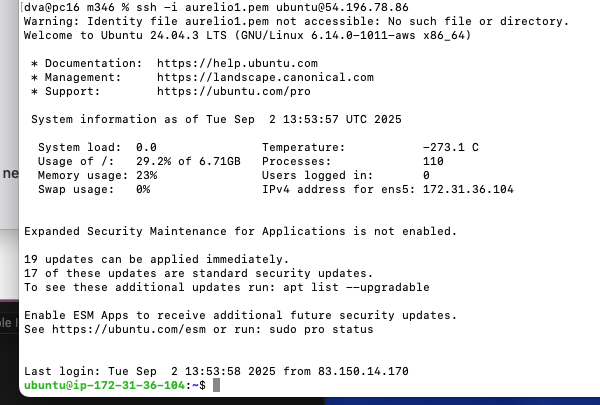 [dva@pc16 m346 % ssh -i aurelio1.pem ubuntu@54.196.78.86
Warning: Identity file aurelio1.pem not accessible: No such file or directory.
Welcome to Ubuntu 24.04.3 LTS (GNU/Linux 6.14.0-1011-aws x86_64)
* Documentation: https://help.ubuntu.com
* Management: https://landscape.canonical.com
* Support: https://ubuntu.com/pro
System information as of Tue Sep 2 13:53:57 UTC 2025
System load: 0.0 Temperature: -273.1 C
Usage of /: 29.2% of 6.71GB Processes: 110
Memory usage: 23% Users logged in: 0
ne
Swap usage: 0% IPv4 address for ens5: 172.31.36.104
Expanded Security Maintenance for Applications is not enabled.
19 updates can be applied immediately.
17 of these updates are standard security updates.
To see these additional updates run: apt list --upgradable
Enable ESM Apps to receive additional future security updates.
See https://ubuntu.com/esm or run: sudo pro status
Last login: Tue Sep 2 13:53:58 2025 from 83.150.14.170
ubuntu@ip-172-31-36-104:~$